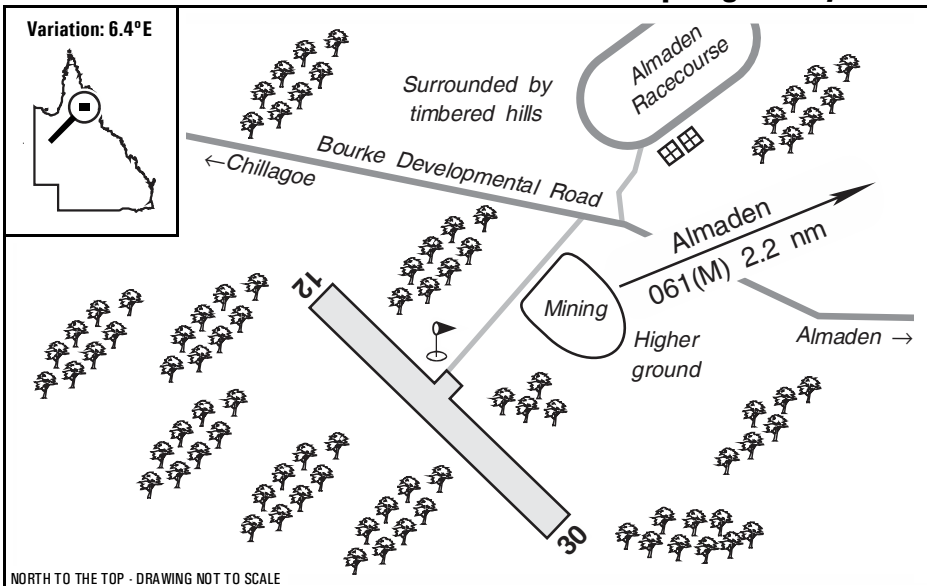 Variation: 6.4ºE
Surrounded by
timbered hills
Almaden
Racecourse
←Chillagoe
Bourke Developmental Road
Almaden
061(M) 2.2 nm
12
Mining
Higher
ground
Almaden →
30
NORTH TO THE TOP - DRAWING NOT TO SCALE